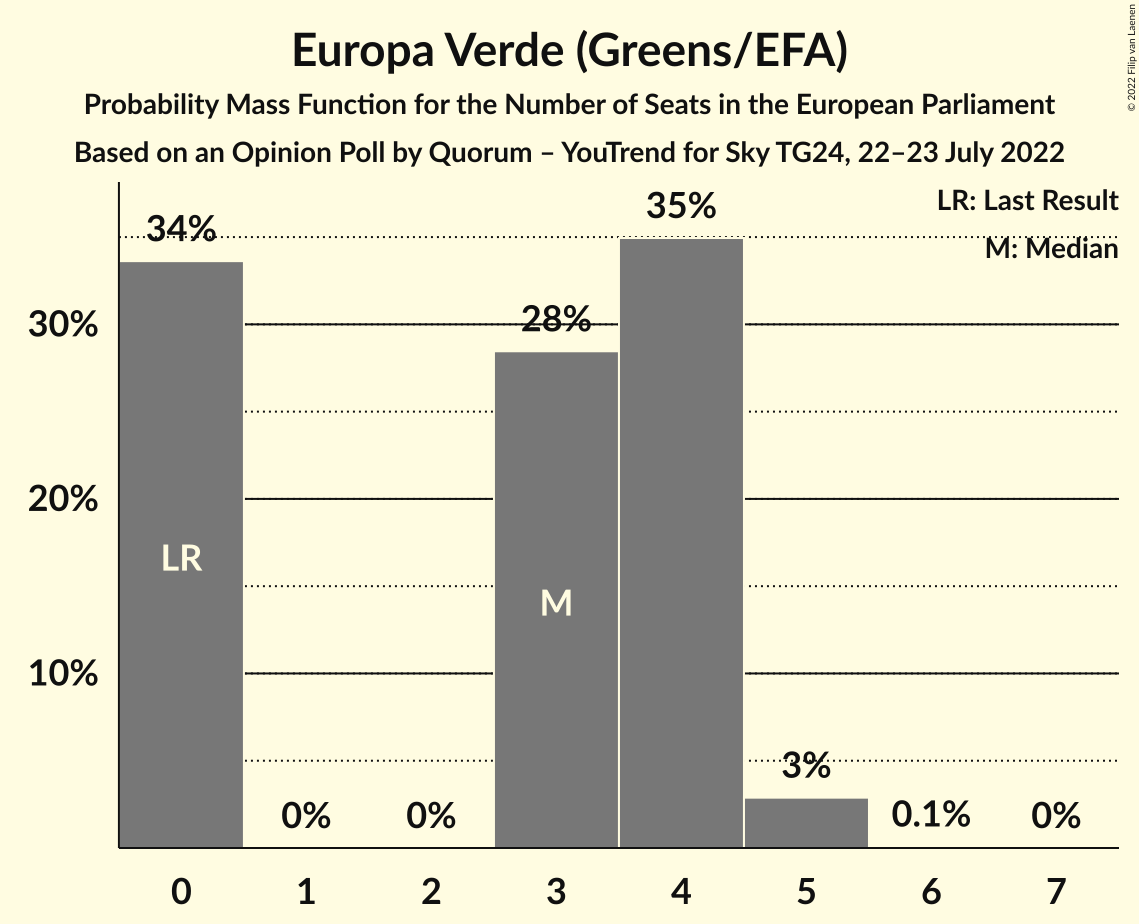 Europa Verde (Greens/EFA)
Probability Mass Function for the Number of Seats in the European Parliament
Based on an Opinion Poll by Quorum – YouTrend for Sky TG24, 22–23 July 2022
© 2022 Filip van Laenen
LR: Last Result
M: Median
34%
0%
0%
28%
35%
3%
0.1%
0%
30%
20%
10%
LR
M
0 1 2 3 4 5 6 7